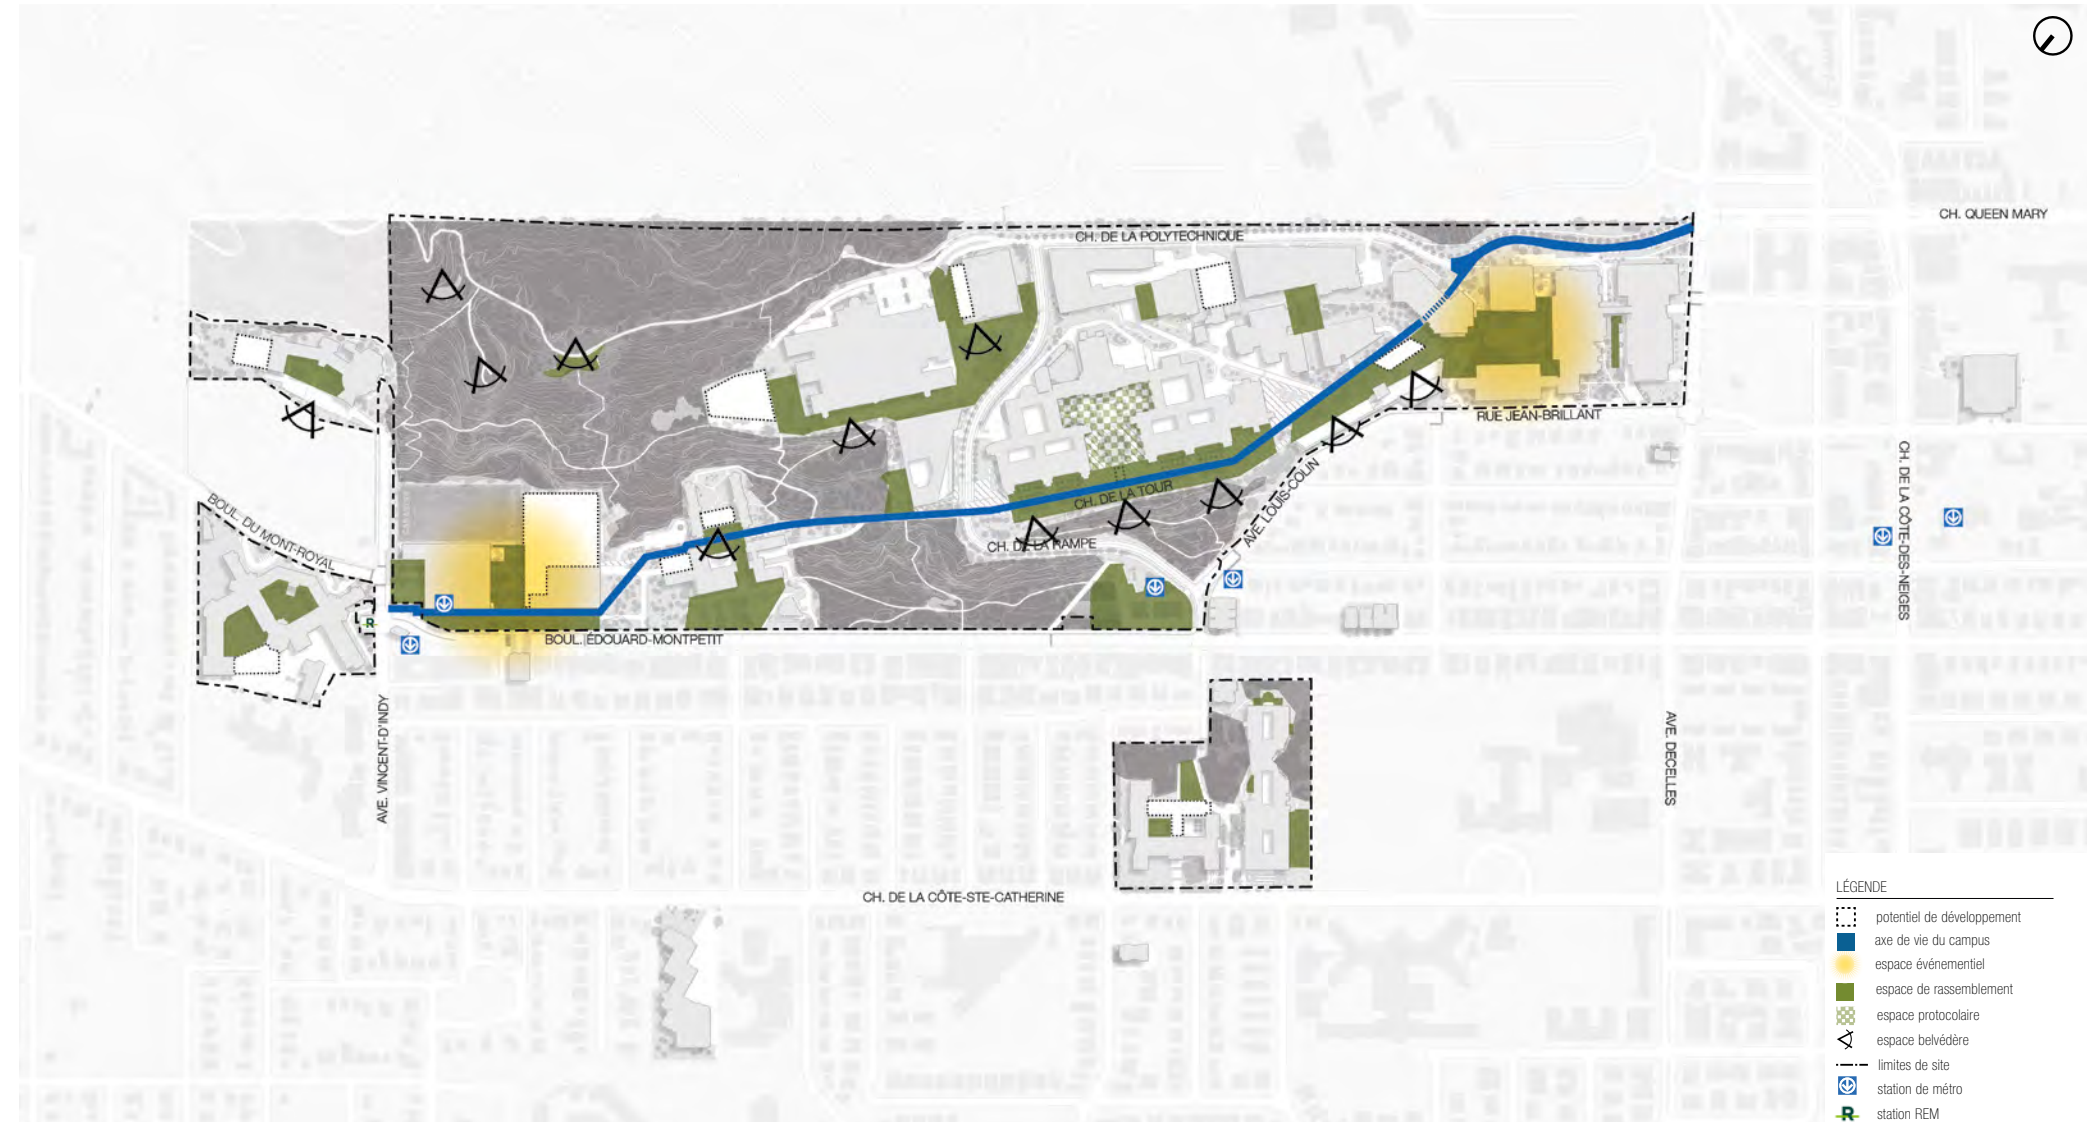 CH. QUEEN MARY
CH. DE LA POLYTECHNIQUE
RUE JEAN-BRILLANT
CH. DE LA CÔTE-DES-NEIGES
AVE. LOUIS-COLIN
CH. DE LA TOUR
CH. DE LA RAMPE
BOUL. DU MONT-ROYAL
R
BOUL. ÉDOUARD-MONTPETIT
AVE. VINCENT-D'INDY
AVE. DECELLES
CH. DE LA CÔTE-STE-CATHERINE
LÉGENDE
potentiel de développement
axe de vie du campus
espace événementiel
espace de rassemblement
espace protocolaire
espace belvédère
limites de site
station de métro
R station REM